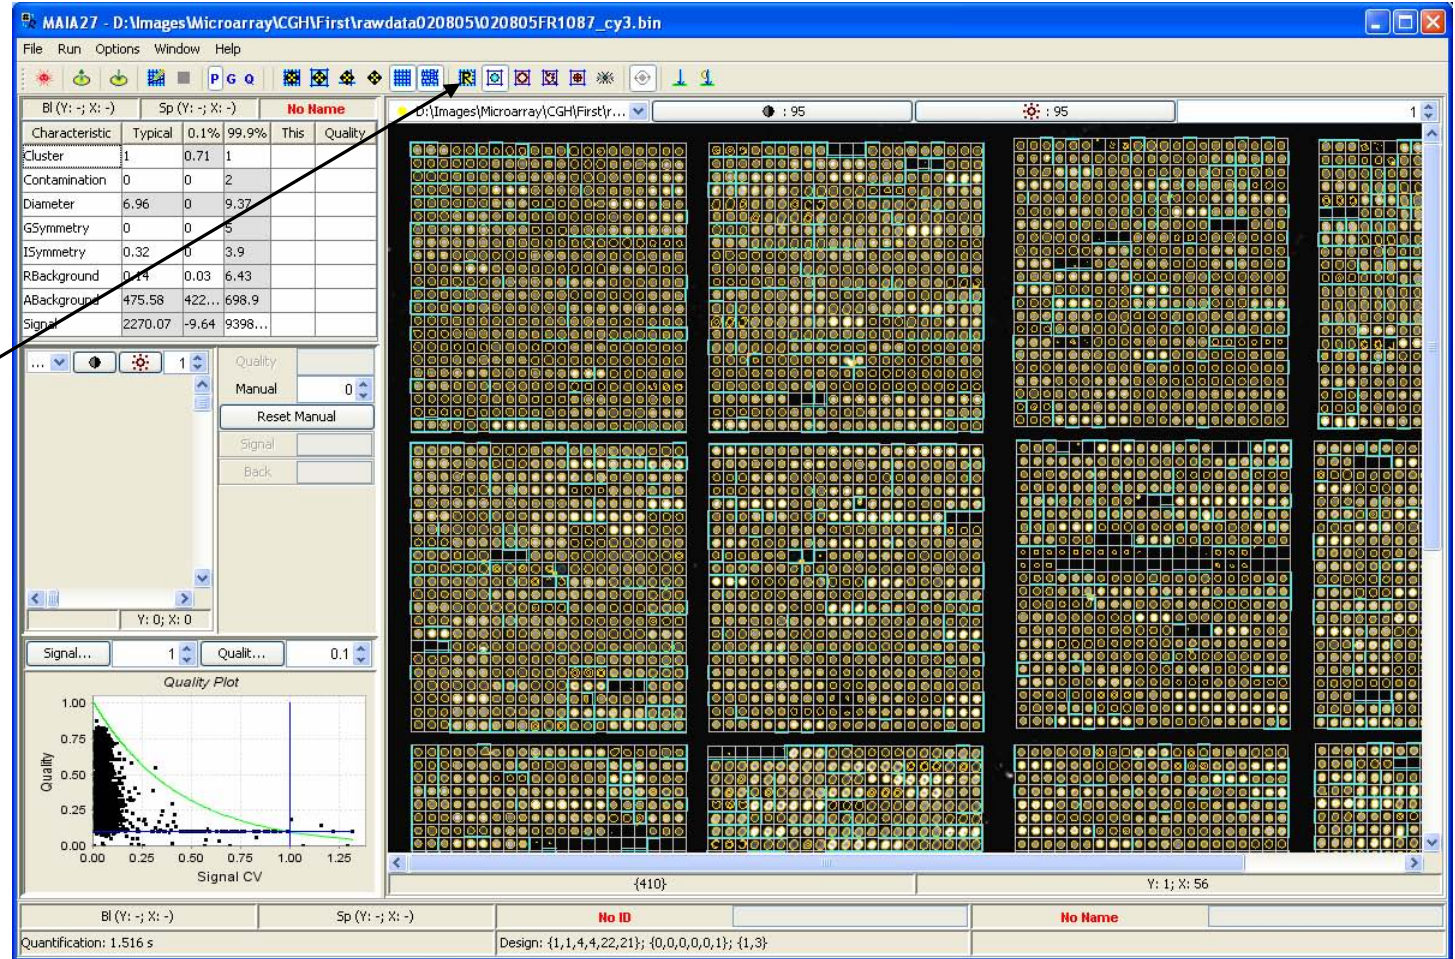 MAIA27 - D:\Images\Microarray\CGH\First\rawdata020805\020805FR1087_cy3.bin
File Run Options Window Help
P G Q R
Bl (Y: -; X: -) Sp (Y: -; X: -) No Name
D:\Images\Microarray\CGH\First\r... : 95 : 95 1
Characteristic Typical 0.1% 99.9% This Quality
Cluster 1 0.71 1
Contamination 0 0 2
Diameter 6.96 0 9.37
GSymmetry 0 0 5
ISymmetry 0.32 0 3.9
RBackground 0.14 0.03 6.43
ABackground 475.58 422... 698.9
Signal 2270.07 -9.64 9398...
... 1 Quality
Manual 0
Reset Manual
Signal
Back
Y: 0; X: 0
Signal... 1 Qualit... 0.1
Quality Plot
1.00
0.75
0.50
0.25
0.00
Quality
0.00 0.25 0.50 0.75 1.00 1.25
Signal CV
{410} Y: 1; X: 56
Bl (Y: -; X: -) Sp (Y: -; X: -) No ID No Name
Quantification: 1.516 s Design: {1,1,4,4,22,21}; {0,0,0,0,0,1}; {1,3}